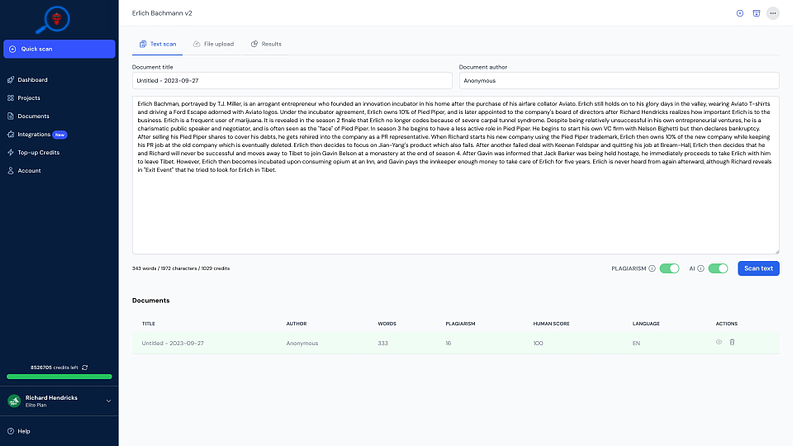 Erlich Bachmann v2
Quick scan
Dashboard
Projects
Documents
Integrations New
Top-up Credits
Account
8526705 credits left
Richard Hendricks
Elite Plan
Help
Text scan
File upload
Results
Document title
Document author
Untitled - 2023-09-27
Anonymous
Erlich Bachman, portrayed by T.J. Miller, is an arrogant entrepreneur who founded an innovation incubator in his home after the purchase of his airfare collator Aviato. Erlich still holds on to his glory days in the valley, wearing Aviato T-shirts
and driving a Ford Escape adorned with Aviato logos. Under the incubator agreement, Erlich owns 10% of Pied Piper, and is later appointed to the company's board of directors after Richard Hendricks realizes how important Erlich is to the
business. Erlich is a frequent user of marijuana. It is revealed in the season 2 finale that Erlich no longer codes because of severe carpal tunnel syndrome. Despite being relatively unsuccessful in his own entrepreneurial ventures, he is a
charismatic public speaker and negotiator, and is often seen as the "face" of Pied Piper. In season 3 he begins to have a less active role in Pied Piper. He begins to start his own VC firm with Nelson Bighetti but then declares bankruptcy.
After selling his Pied Piper shares to cover his debts, he gets rehired into the company as a PR representative. When Richard starts his new company using the Pied Piper trademark, Erlich then owns 10% of the new company while keeping
his PR job at the old company which is eventually deleted. Erlich then decides to focus on Jian-Yang's product which also fails. After another failed deal with Keenan Feldspar and quitting his job at Bream-Hall, Erlich then decides that he
and Richard will never be successful and moves away to Tibet to join Gavin Belson at a monastery at the end of season 4. After Gavin was informed that Jack Barker was being held hostage, he immediately proceeds to take Erlich with him
to leave Tibet. However, Erlich then becomes incubated upon consuming opium at an Inn, and Gavin pays the innkeeper enough money to take care of Erlich for five years. Erlich is never heard from again afterward, although Richard reveals
in "Exit Event" that he tried to look for Erlich in Tibet.
343 words / 1972 characters / 1029 credits
PLAGIARISM
AI
Scan text
Documents
TITLE AUTHOR WORDS PLAGIARISM HUMAN SCORE LANGUAGE ACTIONS
Untitled - 2023-09-27 Anonymous 333 16 100 EN